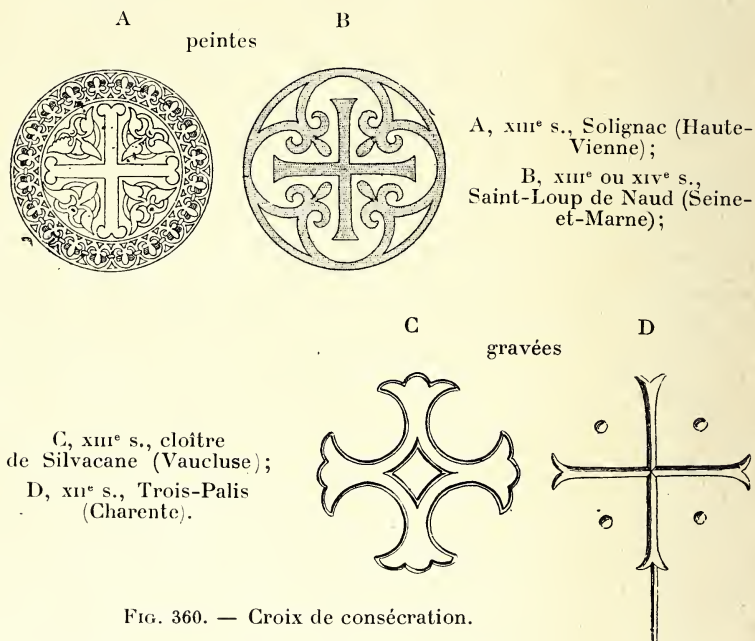 A B
peintes
A, XIIIe s., Solignac (Haute-
Vienne);
B, XIIIe ou XIVe s.,
Saint-Loup de Naud (Seine-
et-Marne);
C D
gravées
C, XIIIe s., cloître
de Silvacane (Vaucluse);
D, XIIe s., Trois-Palis
(Charente).
FIG. 360. — Croix de consécration.